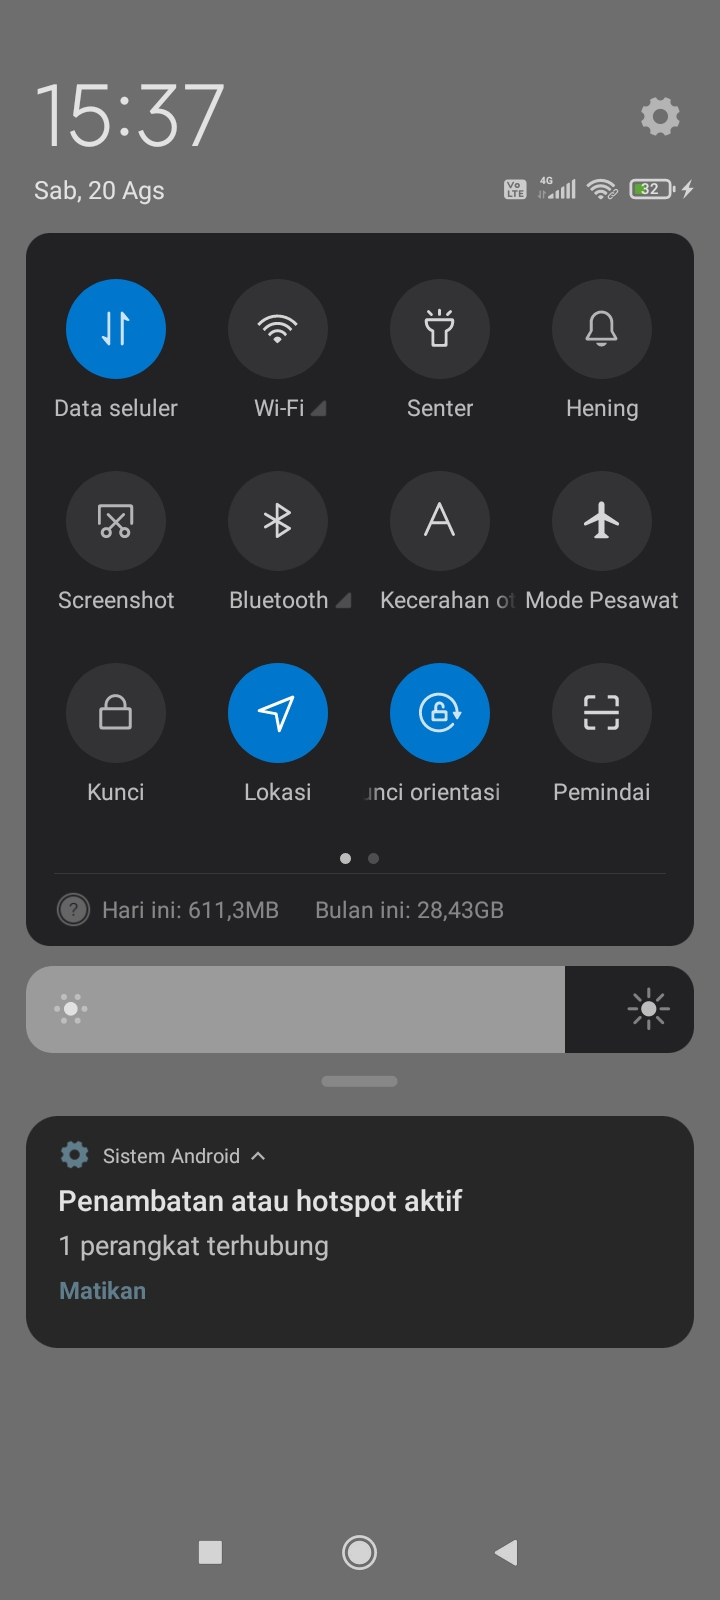 15:37
Sab, 20 Ags
Vo LTE 4G 32
Data seluler Wi-Fi Senter Hening
Screenshot Bluetooth Kecerahan ot Mode Pesawat
Kunci Lokasi unci orientasi Pemindai
? Hari ini: 611,3MB Bulan ini: 28,43GB
Sistem Android
Penambatan atau hotspot aktif
1 perangkat terhubung
Matikan